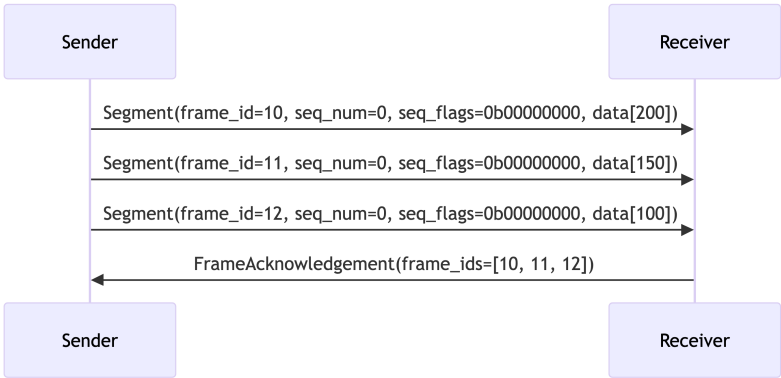 Sender Receiver
Segment(frame_id=10, seq_num=0, seq_flags=0b00000000, data[200])
Segment(frame_id=11, seq_num=0, seq_flags=0b00000000, data[150])
Segment(frame_id=12, seq_num=0, seq_flags=0b00000000, data[100])
FrameAcknowledgement(frame_ids=[10, 11, 12])
Sender Receiver